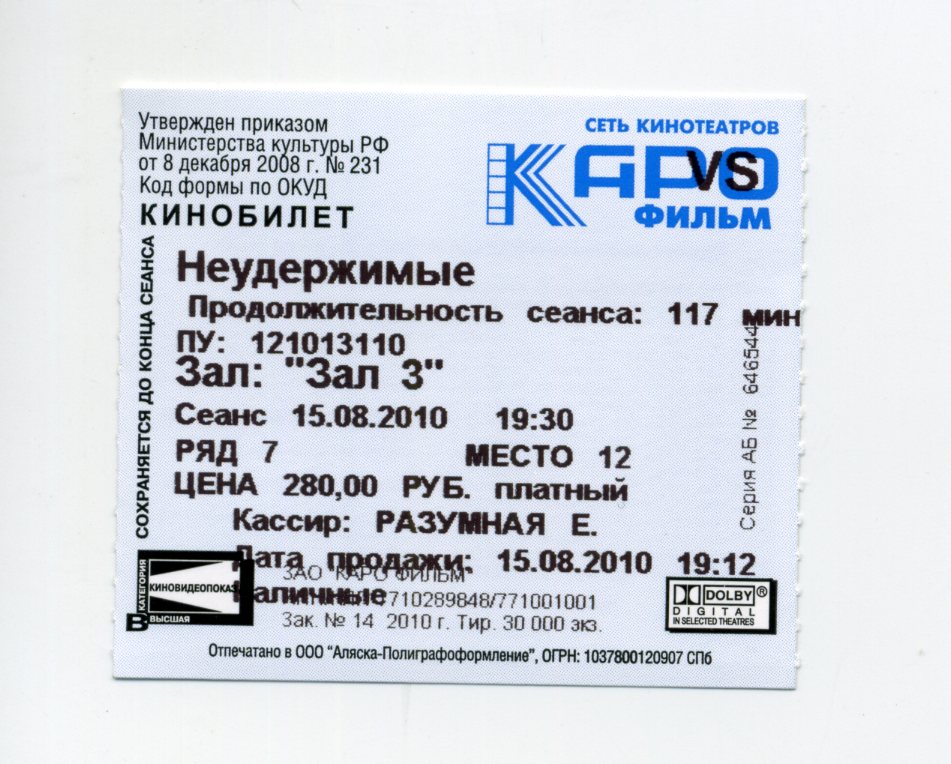 Утвержден приказом
Министерства культуры РФ
от 8 декабря 2008 г. № 231
Код формы по ОКУД
КИНОБИЛЕТ
СЕТЬ КИНОТЕАТРОВ
КАРО
VS
ФИЛЬМ
СОХРАНЯЕТСЯ ДО КОНЦА СЕАНСА
Неудержимые
Продолжительность сеанса: 117 мин
ПУ: 121013110
Зал: "Зал 3"
Сеанс 15.08.2010 19:30
РЯД 7 МЕСТО 12
ЦЕНА 280,00 РУБ. платный
Кассир: РАЗУМНАЯ Е.
Дата продажи: 15.08.2010 19:12
Наличные
Серия АБ № 646544
КАТЕГОРИЯ
КИНОВИДЕОПОКАЗ
В ВЫСШАЯ
ЗАО КАРО ФИЛЬМ
7710289848/771001001
Зак. № 14 2010 г. Тир. 30 000 экз.
DOLBY ®
DIGITAL
IN SELECTED THEATRES
Отпечатано в ООО "Аляска-Полиграфоформление", ОГРН: 1037800120907 СПб